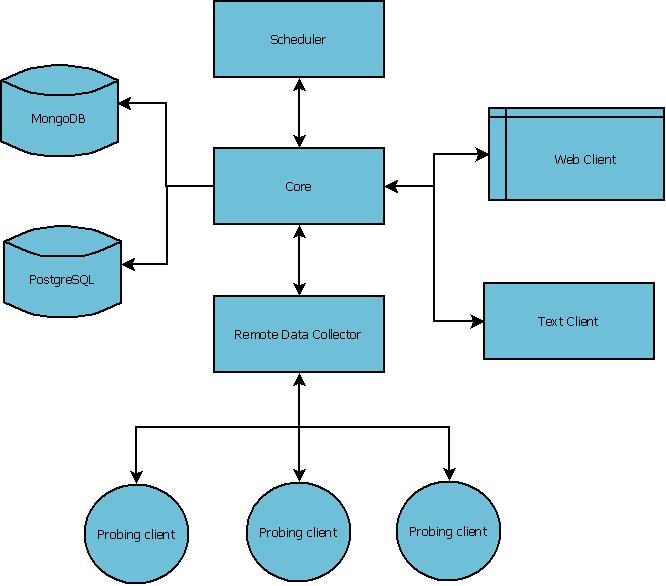 Scheduler
MongoDB
Web Client
Core
PostgreSQL
Text Client
Remote Data Collector
Probing client
Probing client
Probing client